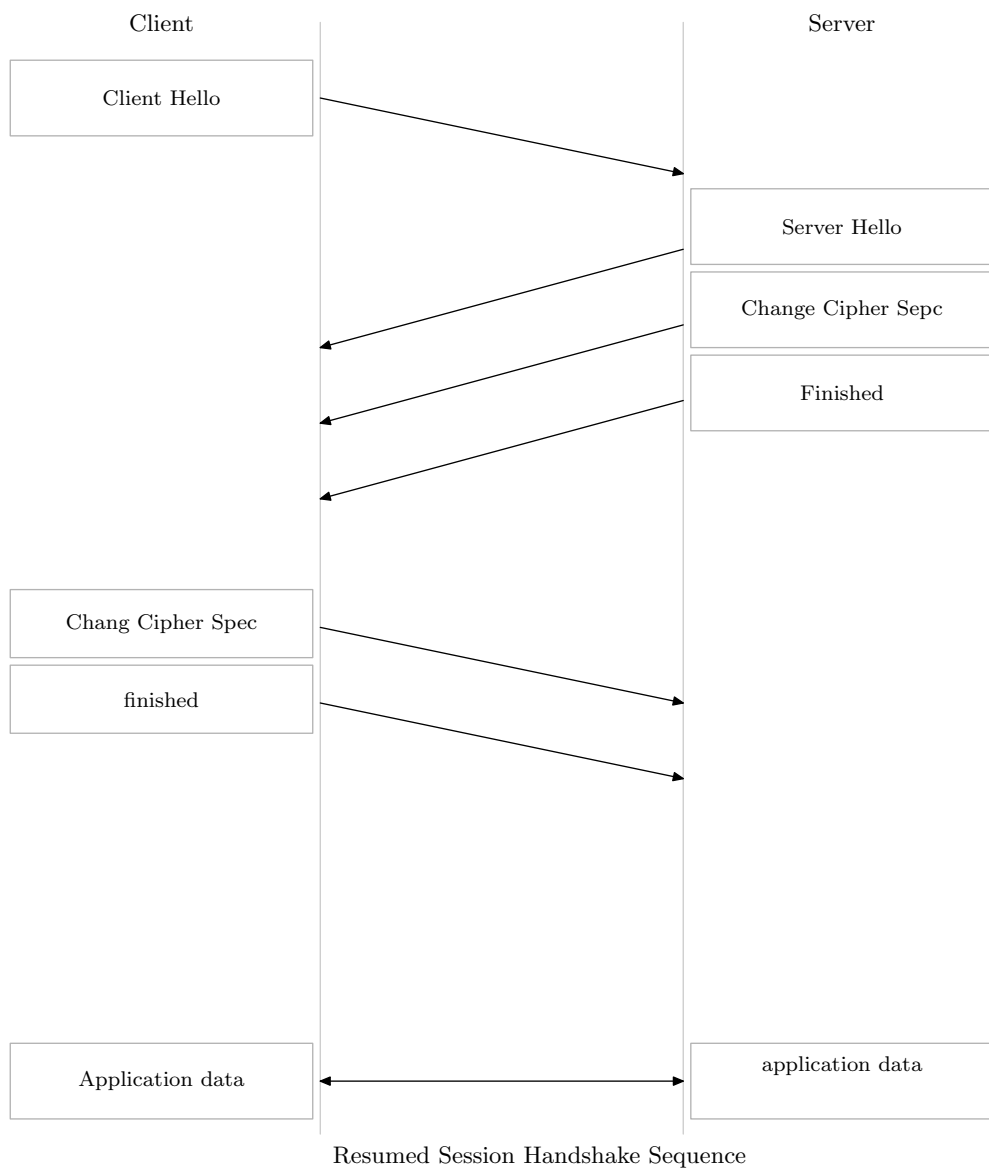 Client
Server
Client Hello
Server Hello
Change Cipher Sepc
Finished
Chang Cipher Spec
finished
Application data
application data
Resumed Session Handshake Sequence